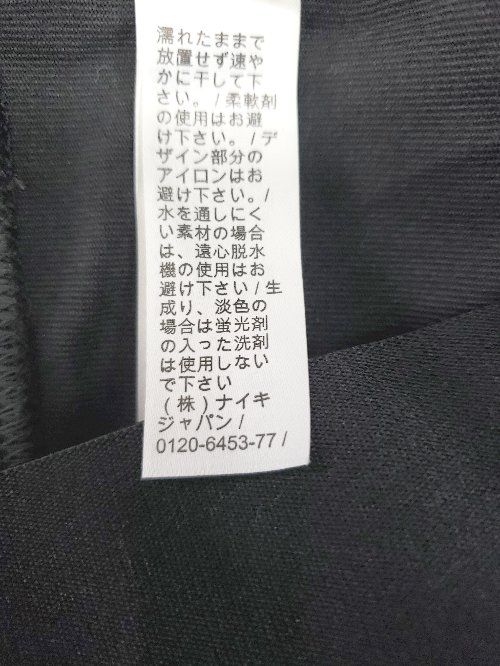 濡れたままで
放置せず速や
かに干して下
さい。/ 柔軟剤
の使用はお避
け下さい。/ デ
ザイン部分の
アイロンはお
避け下さい。/
水を通しにく
い素材の場合
は、遠心脱水
機の使用はお
避け下さい / 生
成り、淡色の
場合は蛍光剤
の入った洗剤
は使用しない
で下さい
( 株 ) ナイキ
ジャパン /
0120-6453-77 /